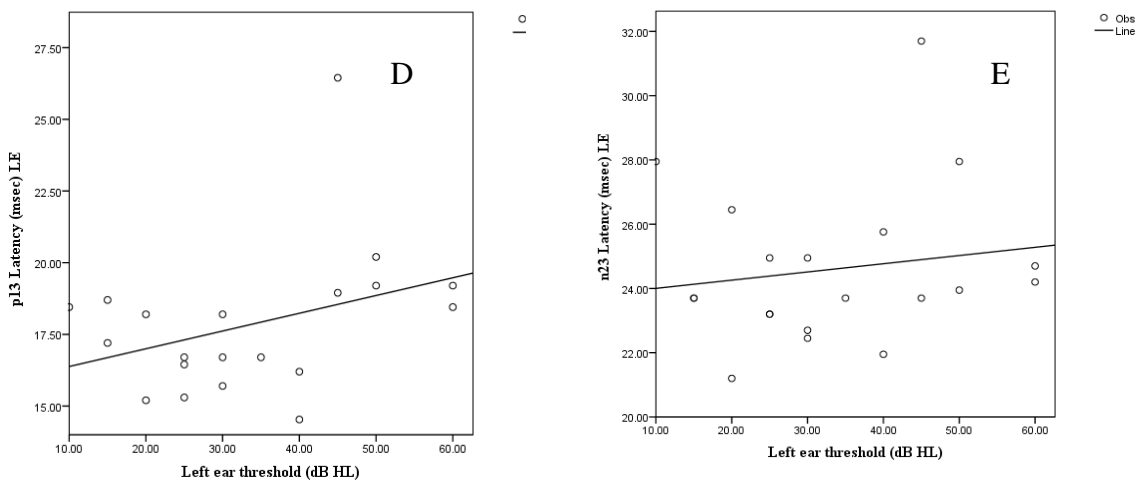 D
p13 Latency (msec) LE
27.50
25.00
22.50
20.00
17.50
15.00
10.00 20.00 30.00 40.00 50.00 60.00
Left ear threshold (dB HL)
E
Obs
Line
n23 Latency (msec) LE
32.00
30.00
28.00
26.00
24.00
22.00
20.00
10.00 20.00 30.00 40.00 50.00 60.00
Left ear threshold (dB HL)